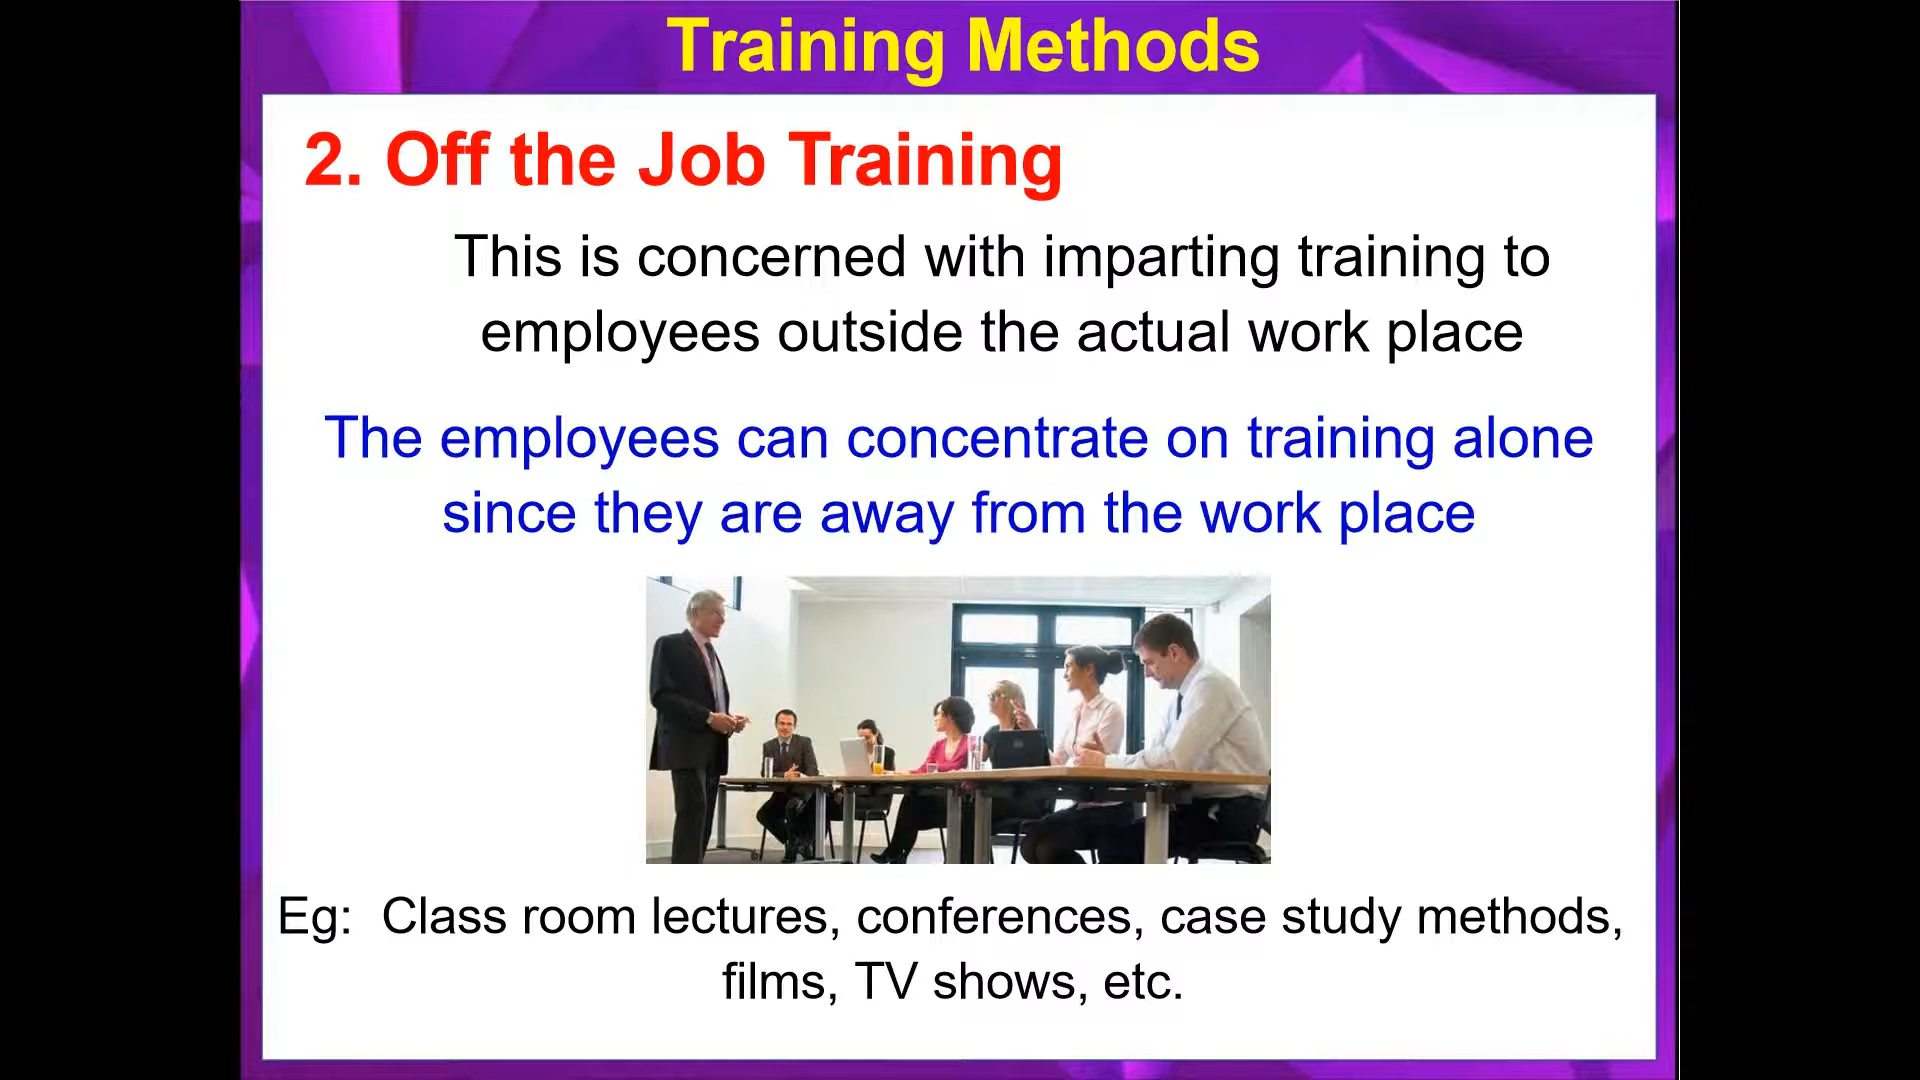 Training Methods
2. Off the Job Training
This is concerned with imparting training to
employees outside the actual work place
The employees can concentrate on training alone
since they are away from the work place
Eg: Class room lectures, conferences, case study methods,
films, TV shows, etc.